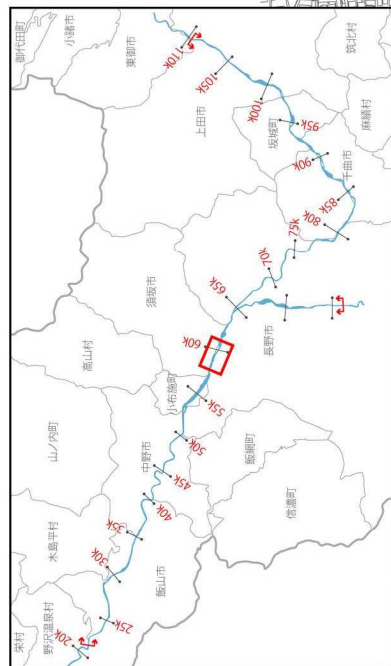 御代田町
小諸市
東御市
110k
105k
上田市
100k
筑北村
麻績村
坂城町
95k
90k
千曲市
85k
80k
75k
70k
65k
須坂市
長野市
高山村
60k
小布施町
55k
50k
山ノ内町
中野市
飯綱町
45k
信濃町
40k
35k
木島平村
30k
飯山市
25k
野沢温泉村
20k
栄村